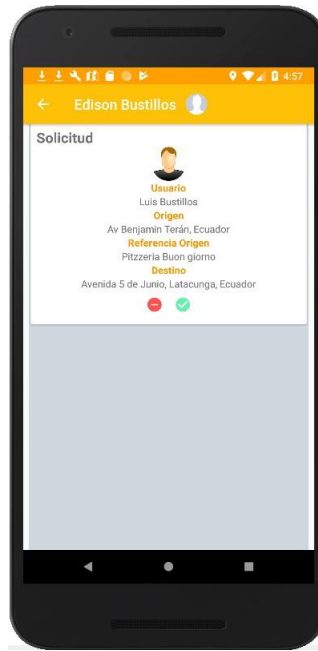 4:57
Edison Bustillos
Solicitud
Usuario
Luis Bustillos
Origen
Av Benjamin Terán, Ecuador
Referencia Origen
Pitzzeria Buon giorno
Destino
Avenida 5 de Junio, Latacunga, Ecuador